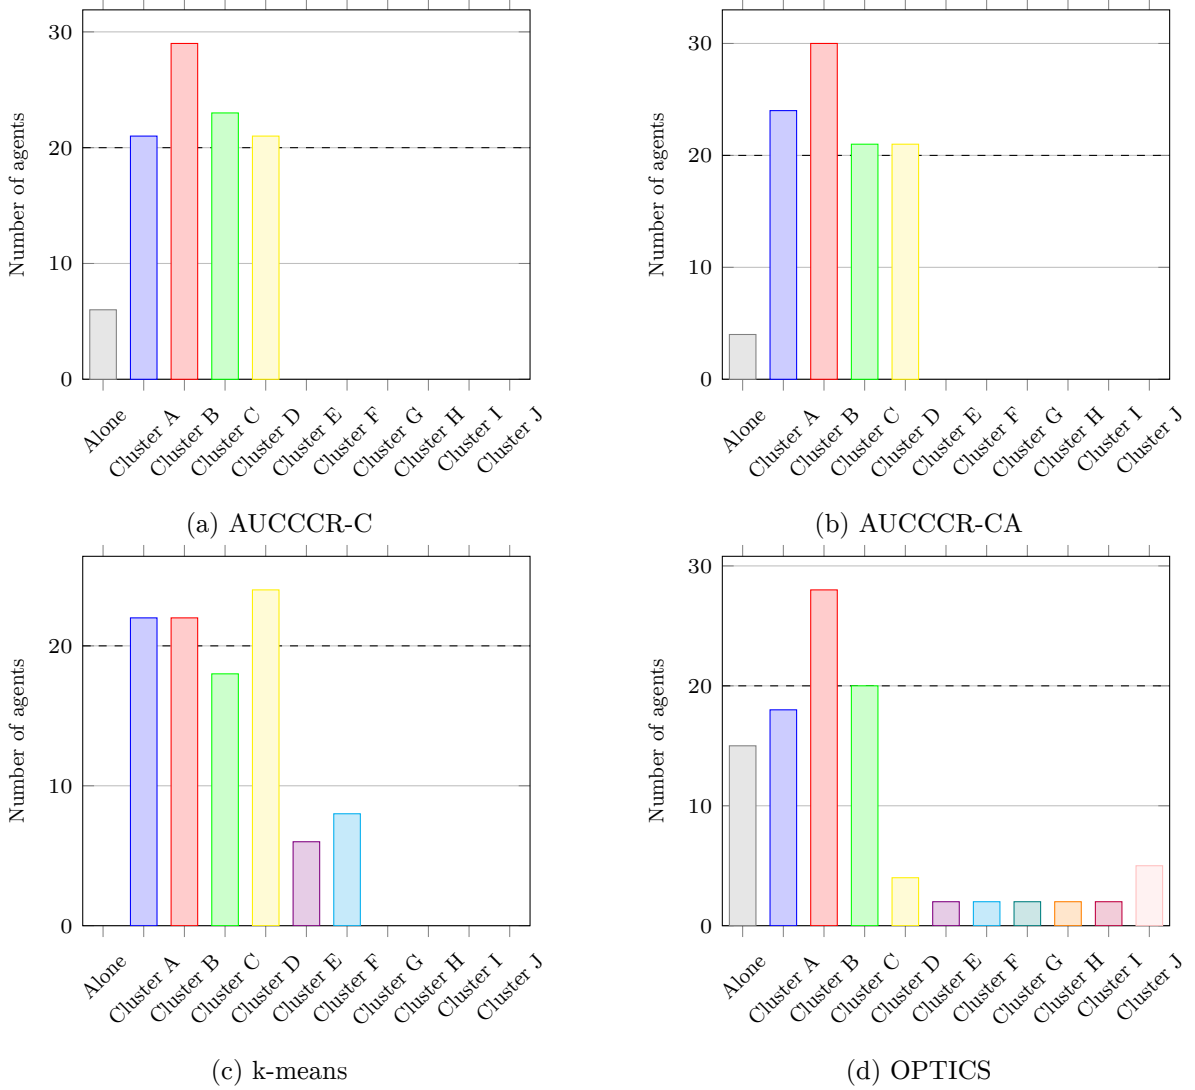 30
20
10
0
Number of agents
Alone
Cluster A
Cluster B
Cluster C
Cluster D
Cluster E
Cluster F
Cluster G
Cluster H
Cluster I
Cluster J
(a) AUCCCR-C
30
20
10
0
Number of agents
Alone
Cluster A
Cluster B
Cluster C
Cluster D
Cluster E
Cluster F
Cluster G
Cluster H
Cluster I
Cluster J
(b) AUCCCR-CA
20
10
0
Number of agents
Alone
Cluster A
Cluster B
Cluster C
Cluster D
Cluster E
Cluster F
Cluster G
Cluster H
Cluster I
Cluster J
(c) k-means
30
20
10
0
Number of agents
Alone
Cluster A
Cluster B
Cluster C
Cluster D
Cluster E
Cluster F
Cluster G
Cluster H
Cluster I
Cluster J
(d) OPTICS